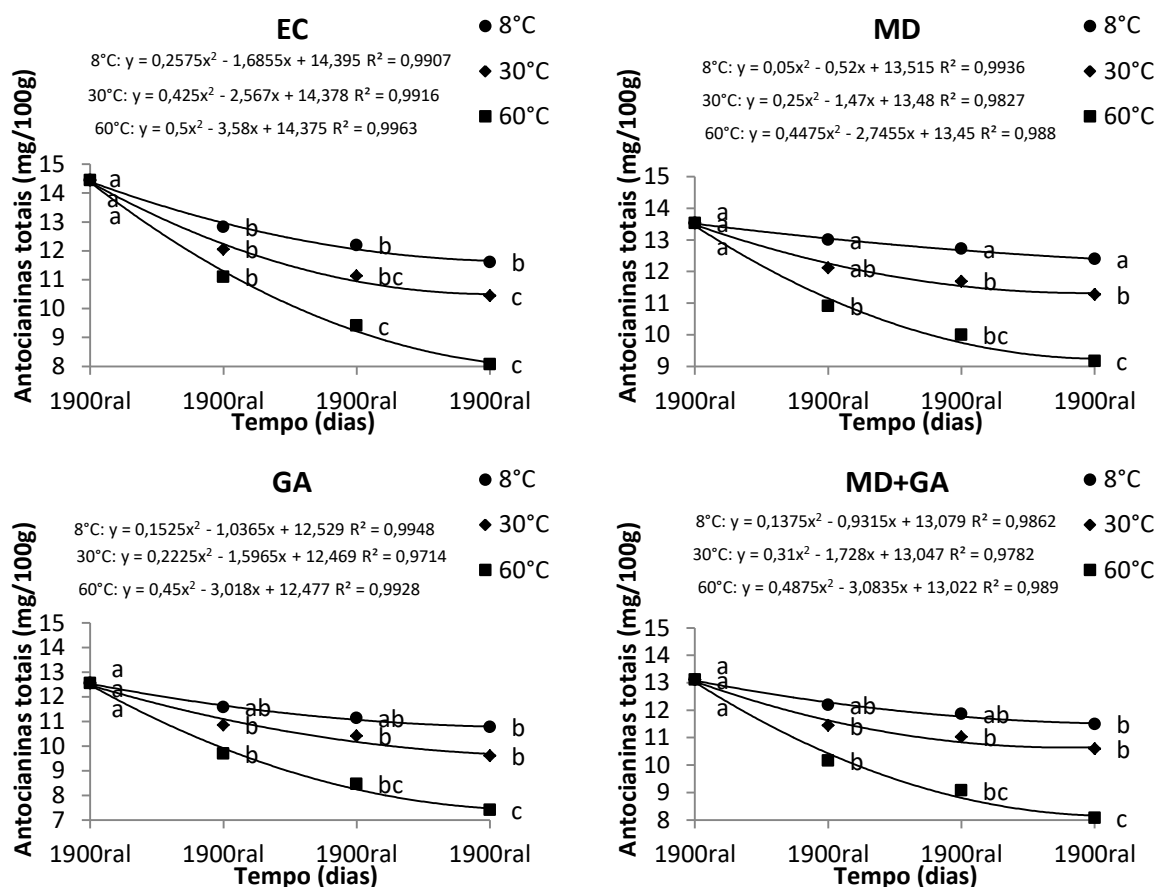 EC
8°C
30°C
60°C
8°C: y = 0,2575x² - 1,6855x + 14,395 R² = 0,9907
30°C: y = 0,425x² - 2,567x + 14,378 R² = 0,9916
60°C: y = 0,5x² - 3,58x + 14,375 R² = 0,9963
Antocianinas totais (mg/100g)
15
14
13
12
11
10
9
8
a
a
a
b
b
b
b
bc
c
b
c
c
1900ral 1900ral 1900ral 1900ral
Tempo (dias)
MD
8°C
30°C
60°C
8°C: y = 0,05x² - 0,52x + 13,515 R² = 0,9936
30°C: y = 0,25x² - 1,47x + 13,48 R² = 0,9827
60°C: y = 0,4475x² - 2,7455x + 13,45 R² = 0,988
Antocianinas totais (mg/100g)
15
14
13
12
11
10
9
a
a
a
a
ab
b
a
b
bc
a
b
c
1900ral 1900ral 1900ral 1900ral
Tempo (dias)
GA
8°C
30°C
60°C
8°C: y = 0,1525x² - 1,0365x + 12,529 R² = 0,9948
30°C: y = 0,2225x² - 1,5965x + 12,469 R² = 0,9714
60°C: y = 0,45x² - 3,018x + 12,477 R² = 0,9928
Antocianinas totais (mg/100g)
15
14
13
12
11
10
9
8
7
a
a
a
ab
b
b
ab
b
bc
b
b
c
1900ral 1900ral 1900ral 1900ral
Tempo (dias)
MD+GA
8°C
30°C
60°C
8°C: y = 0,1375x² - 0,9315x + 13,079 R² = 0,9862
30°C: y = 0,31x² - 1,728x + 13,047 R² = 0,9782
60°C: y = 0,4875x² - 3,0835x + 13,022 R² = 0,989
Antocianinas totais (mg/100g)
15
14
13
12
11
10
9
8
a
a
a
ab
b
b
ab
b
bc
b
b
c
1900ral 1900ral 1900ral 1900ral
Tempo (dias)